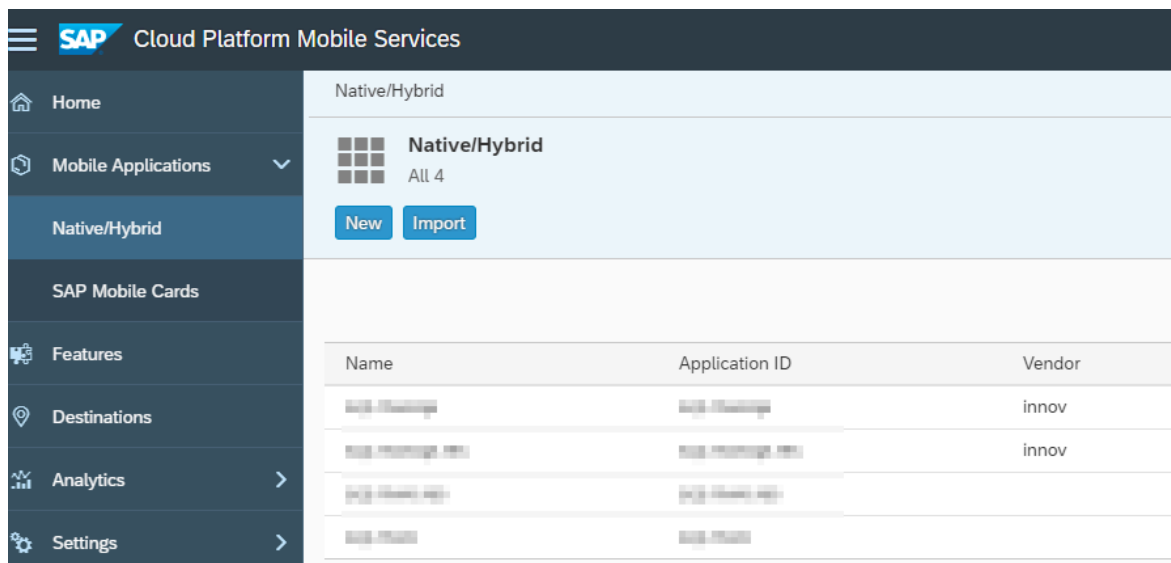 SAP Cloud Platform Mobile Services
Home
Mobile Applications
Native/Hybrid
SAP Mobile Cards
Features
Destinations
Analytics
Settings
Native/Hybrid
Native/Hybrid
All 4
New Import
Name Application ID Vendor
innov
innov